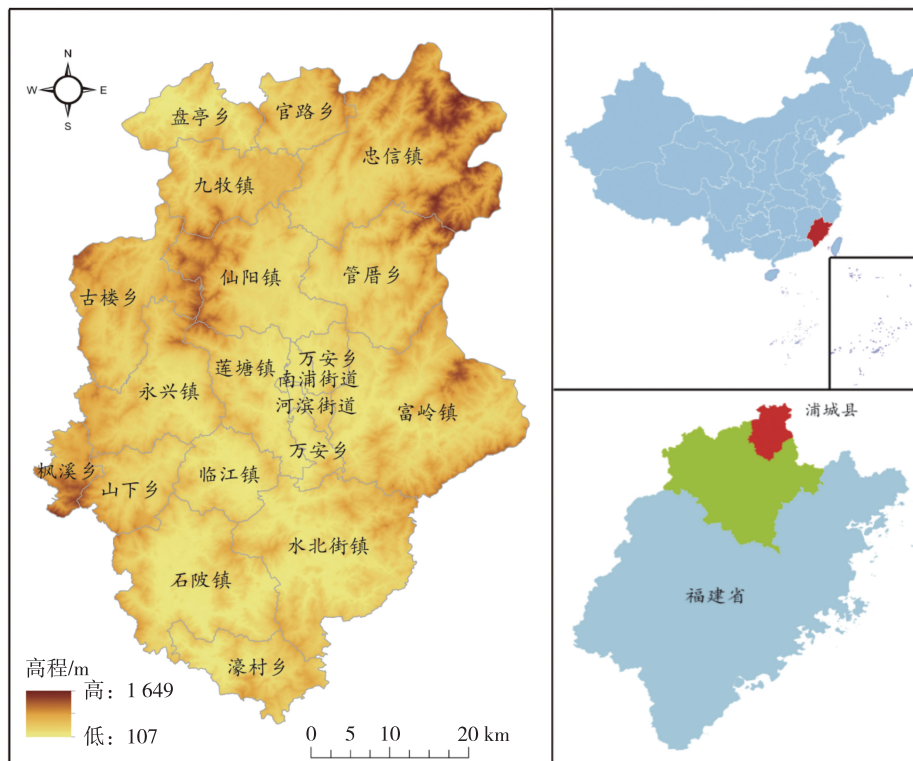 N
W
E
S
盘亭乡
官路乡
忠信镇
九牧镇
仙阳镇
管厝乡
古楼乡
莲塘镇
万安乡
南浦街道
河滨街道
永兴镇
富岭镇
万安乡
枫溪乡
山下乡
临江镇
水北街镇
石陂镇
濠村乡
高程/m
高: 1 649
低: 107
0 5 10 20 km
浦城县
福建省